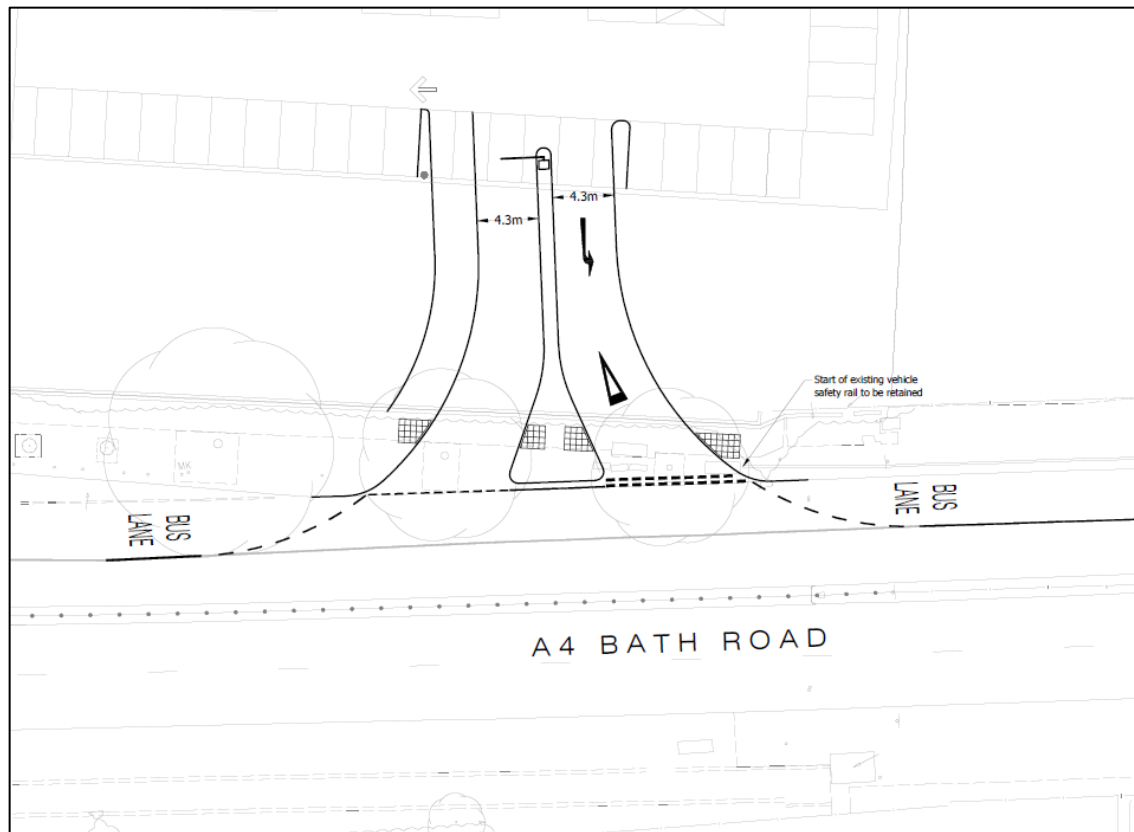 4.3m
4.3m
Start of existing vehicle
safety rail to be retained
MK
BUS
LANE
BUS
LANE
A4 BATH ROAD